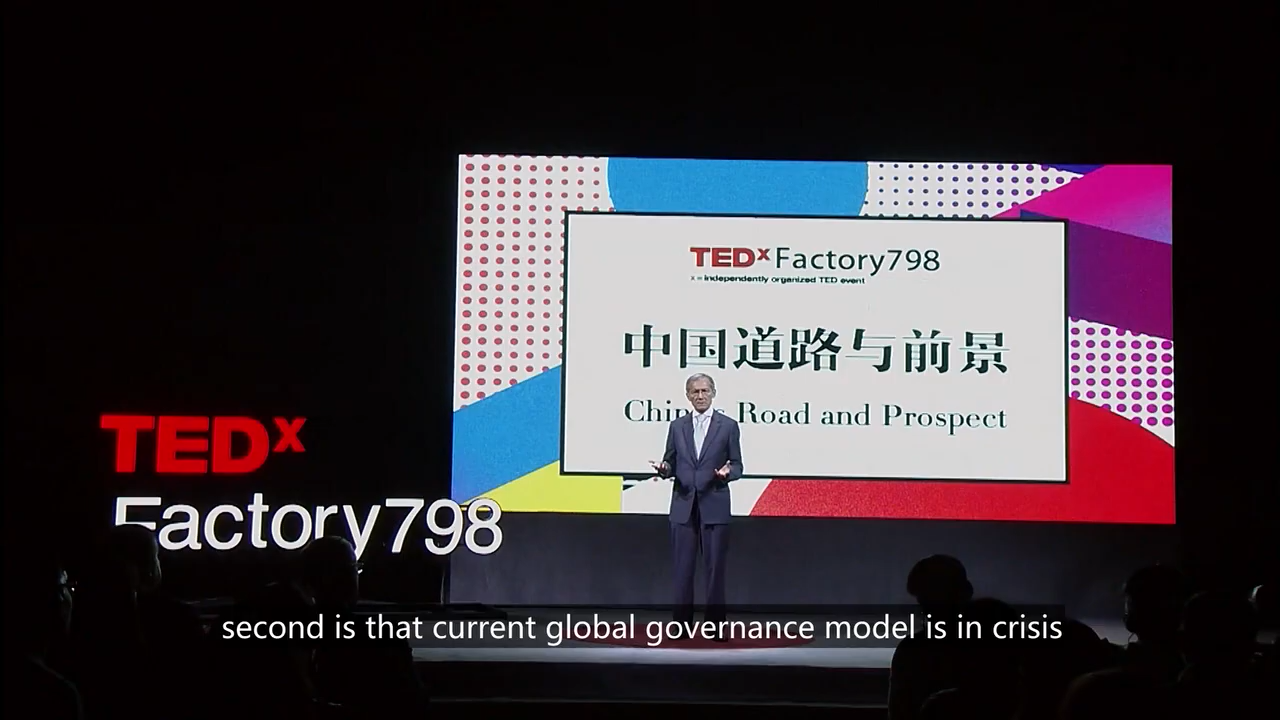 TEDx Factory798
x = independently organized TED event
中国道路与前景
China's Road and Prospect
TEDx
Factory798
second is that current global governance model is in crisis